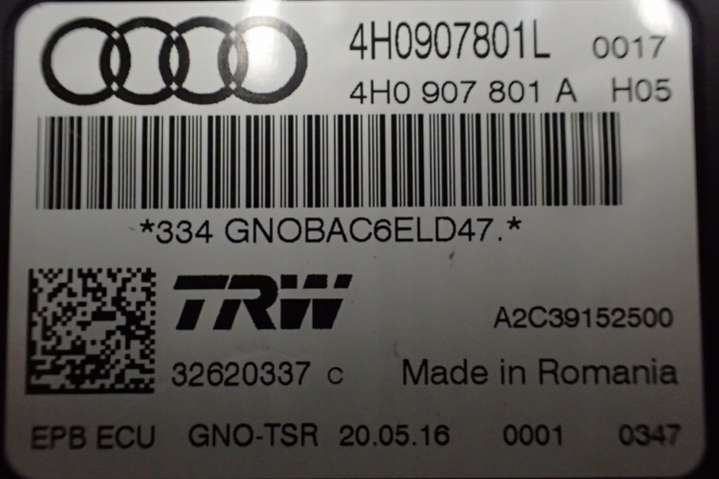 4H0907801L 0017
4H0 907 801 A H05
*334 GNOBAC6ELD47.*
TRW
A2C39152500
32620337 C Made in Romania
EPB ECU GNO-TSR 20.05.16 0001 0347